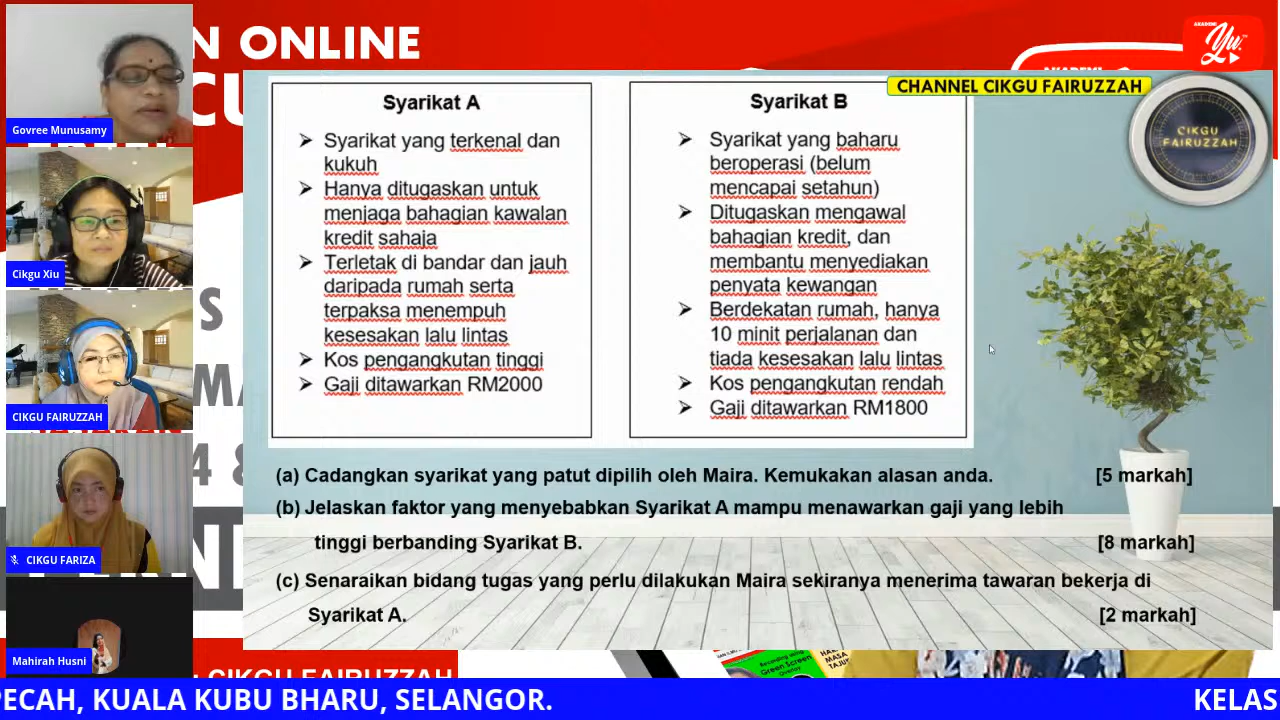 N ONLINE
CU
AKADEMI
Yu
CHANNEL CIKGU FAIRUZZAH
CIKGU
FAIRUZZAH
Syarikat A
Syarikat yang terkenal dan
kukuh
Hanya ditugaskan untuk
menjaga bahagian kawalan
kredit sahaja
Terletak di bandar dan jauh
daripada rumah serta
terpaksa menempuh
kesesakan lalu lintas
Kos pengangkutan tinggi
Gaji ditawarkan RM2000
Syarikat B
Syarikat yang baharu
beroperasi (belum
mencapai setahun)
Ditugaskan mengawal
bahagian kredit, dan
membantu menyediakan
penyata kewangan
Berdekatan rumah, hanya
10 minit perjalanan dan
tiada kesesakan lalu lintas
Kos pengangkutan rendah
Gaji ditawarkan RM1800
(a) Cadangkan syarikat yang patut dipilih oleh Maira. Kemukakan alasan anda. [5 markah]
(b) Jelaskan faktor yang menyebabkan Syarikat A mampu menawarkan gaji yang lebih
tinggi berbanding Syarikat B. [8 markah]
(c) Senaraikan bidang tugas yang perlu dilakukan Maira sekiranya menerima tawaran bekerja di
Syarikat A. [2 markah]
Govree Munusamy
Cikgu Xiu
CIKGU FAIRUZZAH
CIKGU FARIZA
Mahirah Husni
CIKGU FAIRUZZAH
Green Screen
PECAH, KUALA KUBU BHARU, SELANGOR.
KELAS